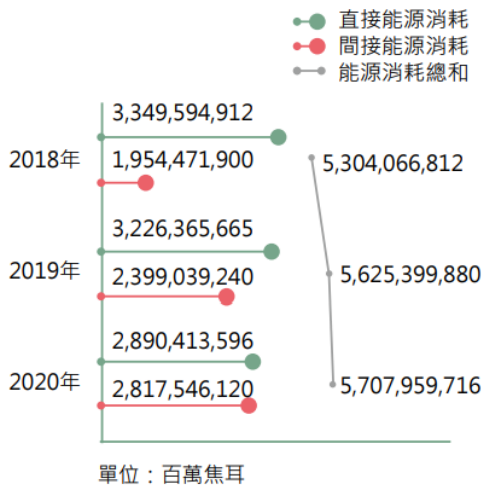 直接能源消耗
間接能源消耗
能源消耗總和
3,349,594,912
2018年
1,954,471,900
5,304,066,812
3,226,365,665
2019年
2,399,039,240
5,625,399,880
2,890,413,596
2020年
2,817,546,120
5,707,959,716
單位：百萬焦耳